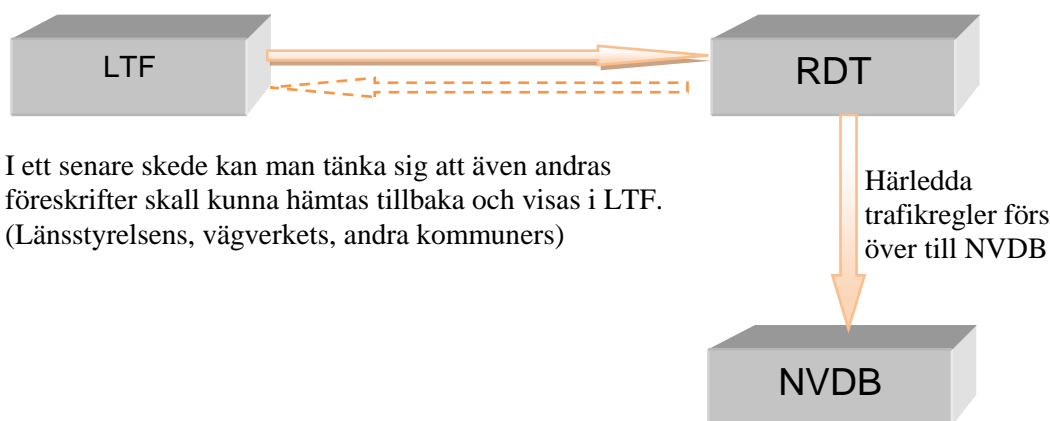 LTF
RDT
I ett senare skede kan man tänka sig att även andras
föreskrifter skall kunna hämtas tillbaka och visas i LTF.
(Länsstyrelsens, vägverkets, andra kommuners)
Härledda
trafikregler förs
över till NVDB
NVDB